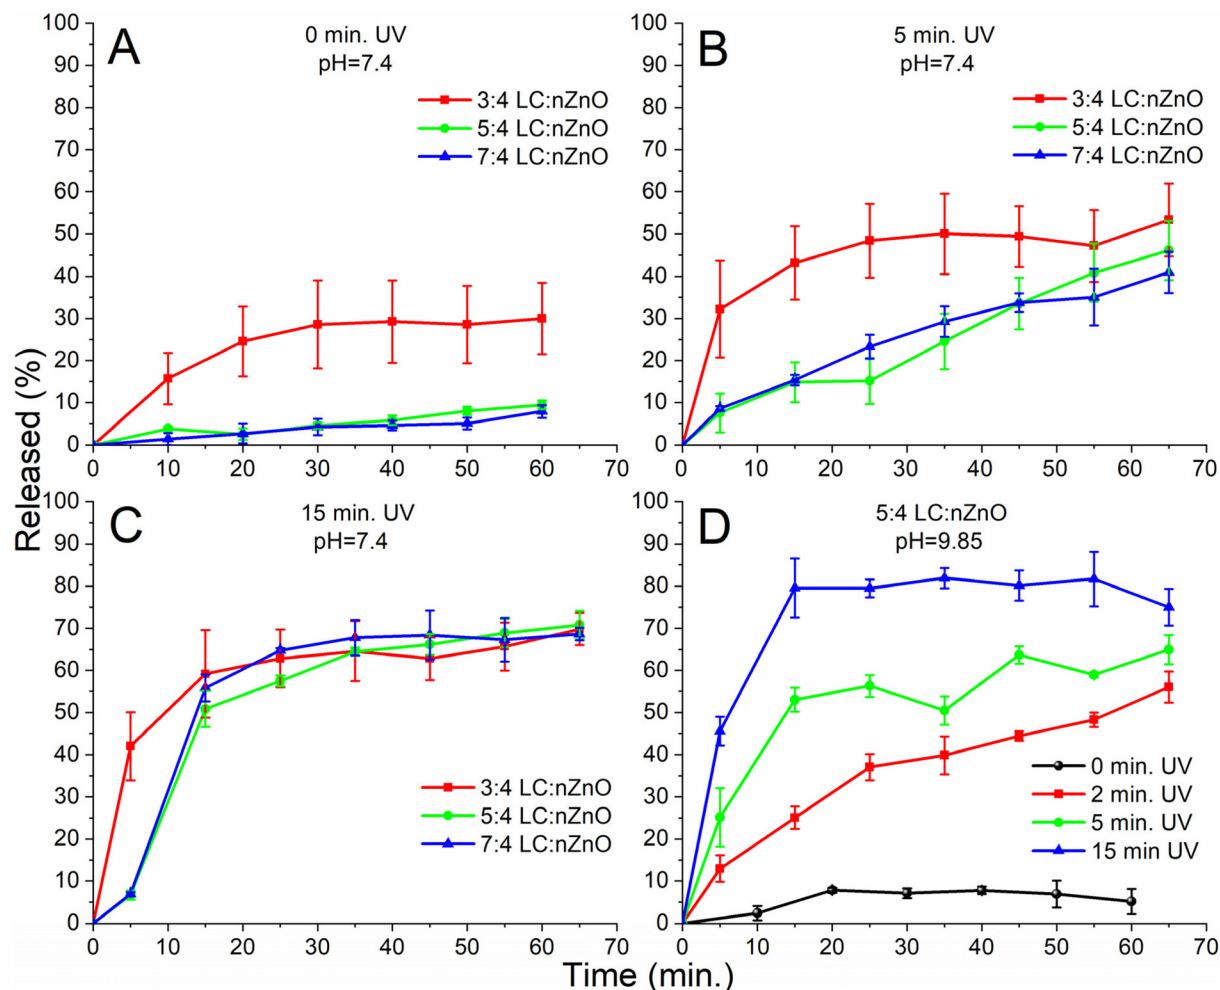 A
0 min. UV
pH=7.4
3:4 LC:nZnO
5:4 LC:nZnO
7:4 LC:nZnO
100
90
80
70
60
50
40
30
20
10
0
0 10 20 30 40 50 60 70
B
5 min. UV
pH=7.4
3:4 LC:nZnO
5:4 LC:nZnO
7:4 LC:nZnO
100
90
80
70
60
50
40
30
20
10
0
0 10 20 30 40 50 60 70
Released (%)
C
15 min. UV
pH=7.4
3:4 LC:nZnO
5:4 LC:nZnO
7:4 LC:nZnO
100
90
80
70
60
50
40
30
20
10
0
0 10 20 30 40 50 60 70
D
5:4 LC:nZnO
pH=9.85
0 min. UV
2 min. UV
5 min. UV
15 min UV
100
90
80
70
60
50
40
30
20
10
0
0 10 20 30 40 50 60 70
Time (min.)